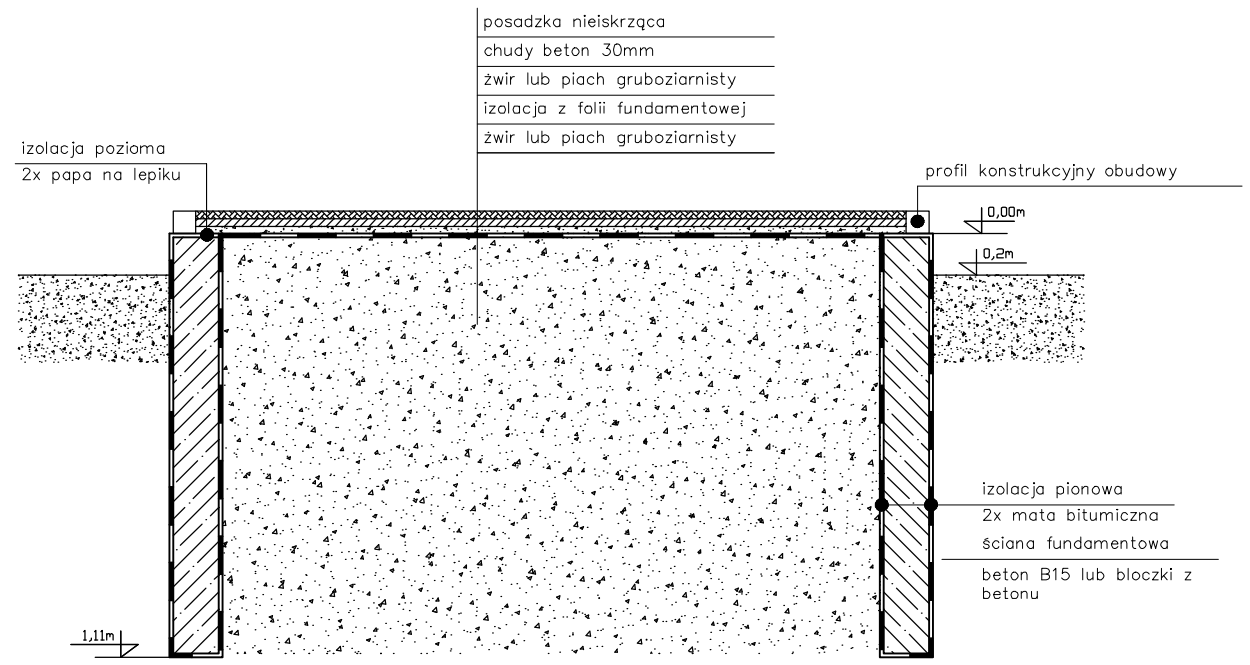 posadzka nieiskrząca
chudy beton 30mm
żwir lub piach gruboziarnisty
izolacja z folii fundamentowej
żwir lub piach gruboziarnisty
izolacja pozioma
2x papa na lepiku
profil konstrukcyjny obudowy
0,00m
0,2m
izolacja pionowa
2x mata bitumiczna
ściana fundamentowa
beton B15 lub bloczki z
betonu
1,11m